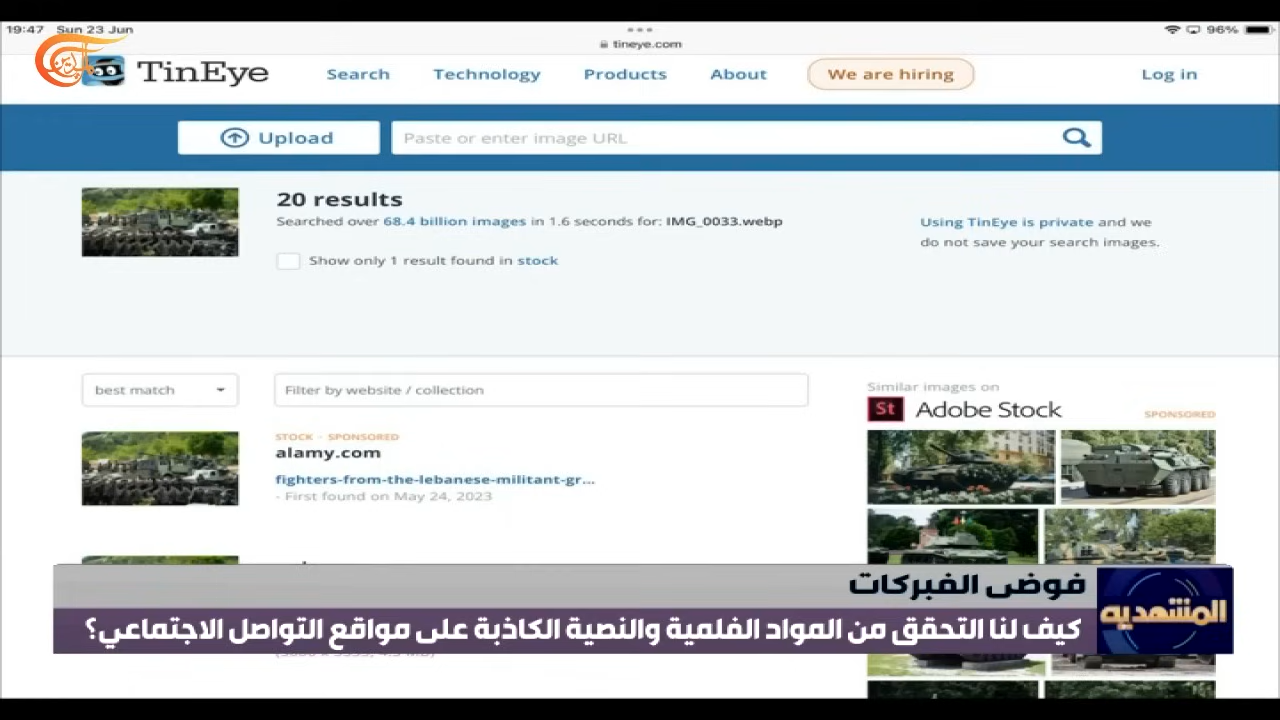 19:47 Sun 23 Jun
96%
tineye.com
TinEye
Search
Technology
Products
About
We are hiring
Log in
Upload
Paste or enter image URL
20 results
Searched over 68.4 billion images in 1.6 seconds for: IMG_0033.webp
Show only 1 result found in stock
Using TinEye is private and we
do not save your search images.
best match
Filter by website / collection
STOCK - SPONSORED
alamy.com
fighters-from-the-lebanese-militant-gr...
- First found on May 24, 2023
Similar images on
St Adobe Stock
SPONSORED
فوضى الفبركات
كيف لنا التحقق من المواد الفلمية والنصية الكاذبة على مواقع التواصل الاجتماعي؟
المشهدية